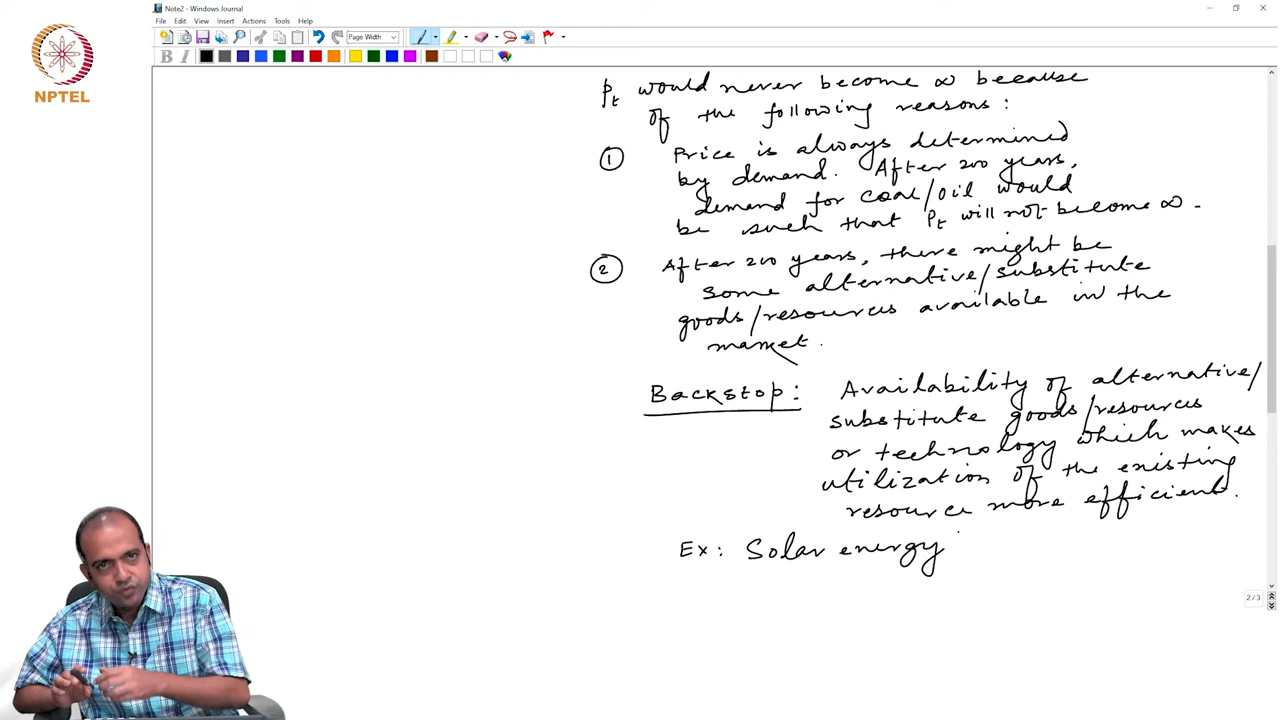 Note2 - Windows Journal
File Edit View Insert Actions Tools Help
Page Width
B I
NPTEL
Pt would never become ∞ because
of the following reasons :
① Price is always determined
by demand. After 200 years,
demand for coal/oil would
be such that Pt will not become ∞.
② After 200 years, there might be
some alternative/substitute
goods/resources available in the
market.
Backstop : Availability of alternative/
substitute goods/resources
or technology which makes
utilization of the existing
resource more efficient.
Ex : Solar energy
2 / 3